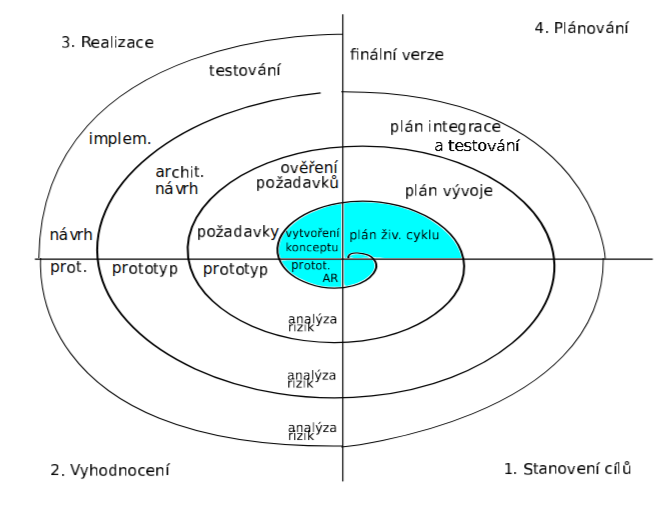 3. Realizace
4. Plánování
testování
finální verze
implem.
plán integrace
a testování
archit.
návrh
ověření
požadavků
plán vývoje
návrh
požadavky
vytvoření
konceptu
plán živ. cyklu
prot.
prototyp
prototyp
protot.
AR
analýza
rizik
analýza
rizik
analýza
rizik
2. Vyhodnocení
1. Stanovení cílů